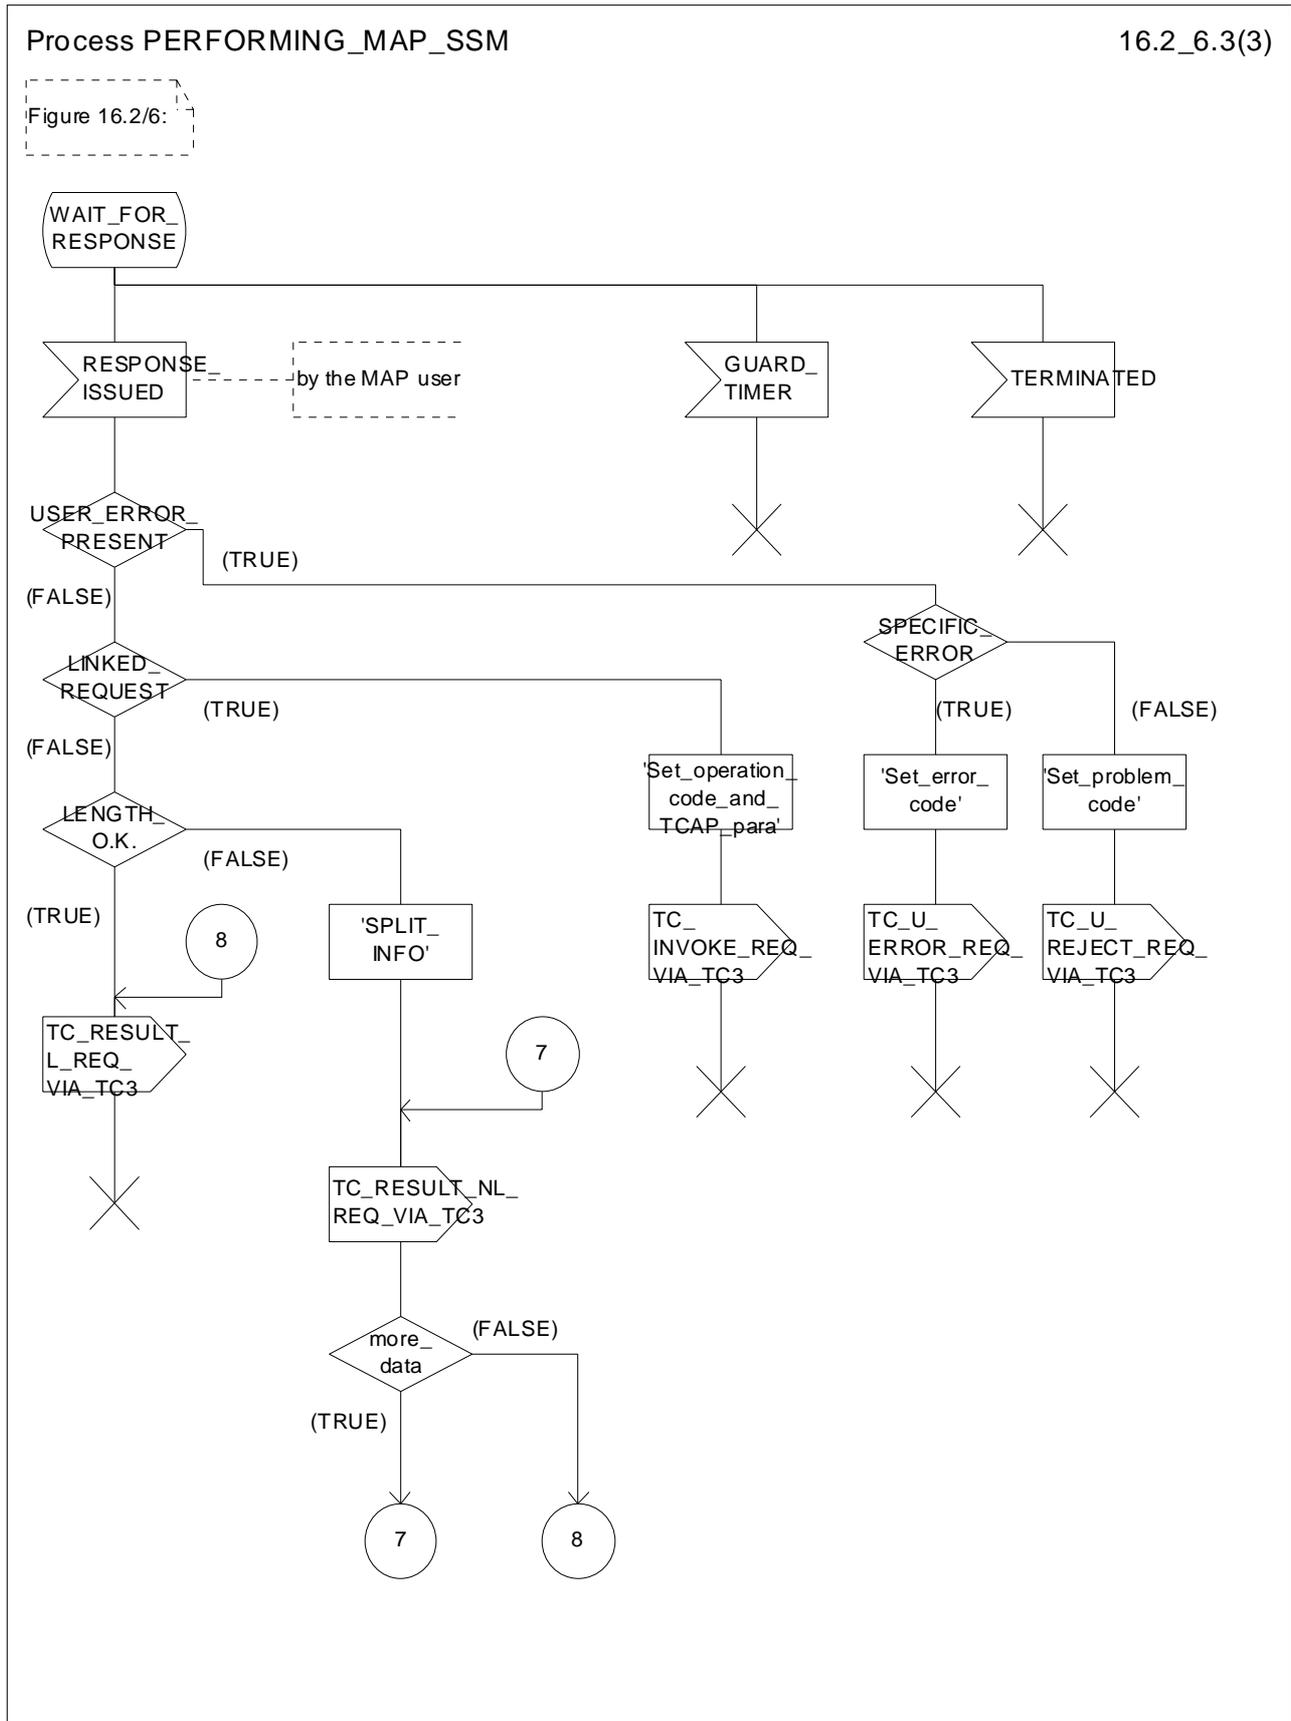 Process PERFORMING_MAP_SSM
16.2_6.3(3)
Figure 16.2/6:
WAIT_FOR_
RESPONSE
RESPONSE_
ISSUED
by the MAP user
GUARD_
TIMER
TERMINATED
USER_ERROR_
PRESENT
(TRUE)
(FALSE)
SPECIFIC_
ERROR
LINKED_
REQUEST
(TRUE)
(TRUE)
(FALSE)
(FALSE)
'Set_operation_
code_and_
TCAP_para'
'Set_error_
code'
'Set_problem_
code'
LENGTH_
O.K.
(FALSE)
(TRUE)
8
'SPLIT_
INFO'
TC_
INVOKE_REQ_
VIA_TC3
TC_U_
ERROR_REQ_
VIA_TC3
TC_U_
REJECT_REQ_
VIA_TC3
TC_RESULT_
L_REQ_
VIA_TC3
7
TC_RESULT_NL_
REQ_VIA_TC3
more_
data
(FALSE)
(TRUE)
7
8